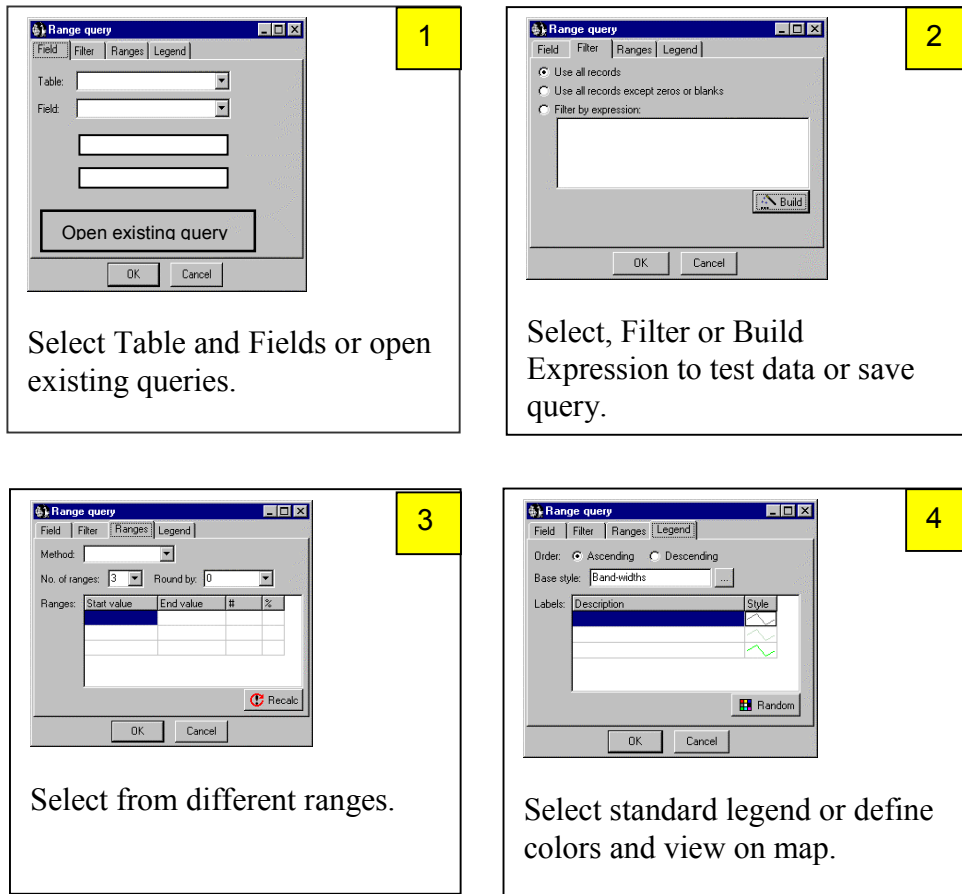 1
Range query
Field Filter Ranges Legend
Table:
Field:
Open existing query
OK Cancel
Select Table and Fields or open
existing queries.
2
Range query
Field Filter Ranges Legend
Use all records
Use all records except zeros or blanks
Filter by expression:
Build
OK Cancel
Select, Filter or Build
Expression to test data or save
query.
3
Range query
Field Filter Ranges Legend
Method:
No. of ranges: 3 Round by: 0
Ranges: Start value End value # %
Recalc
OK Cancel
Select from different ranges.
4
Range query
Field Filter Ranges Legend
Order: Ascending Descending
Base style: Band-widths ...
Labels: Description Style
Random
OK Cancel
Select standard legend or define
colors and view on map.